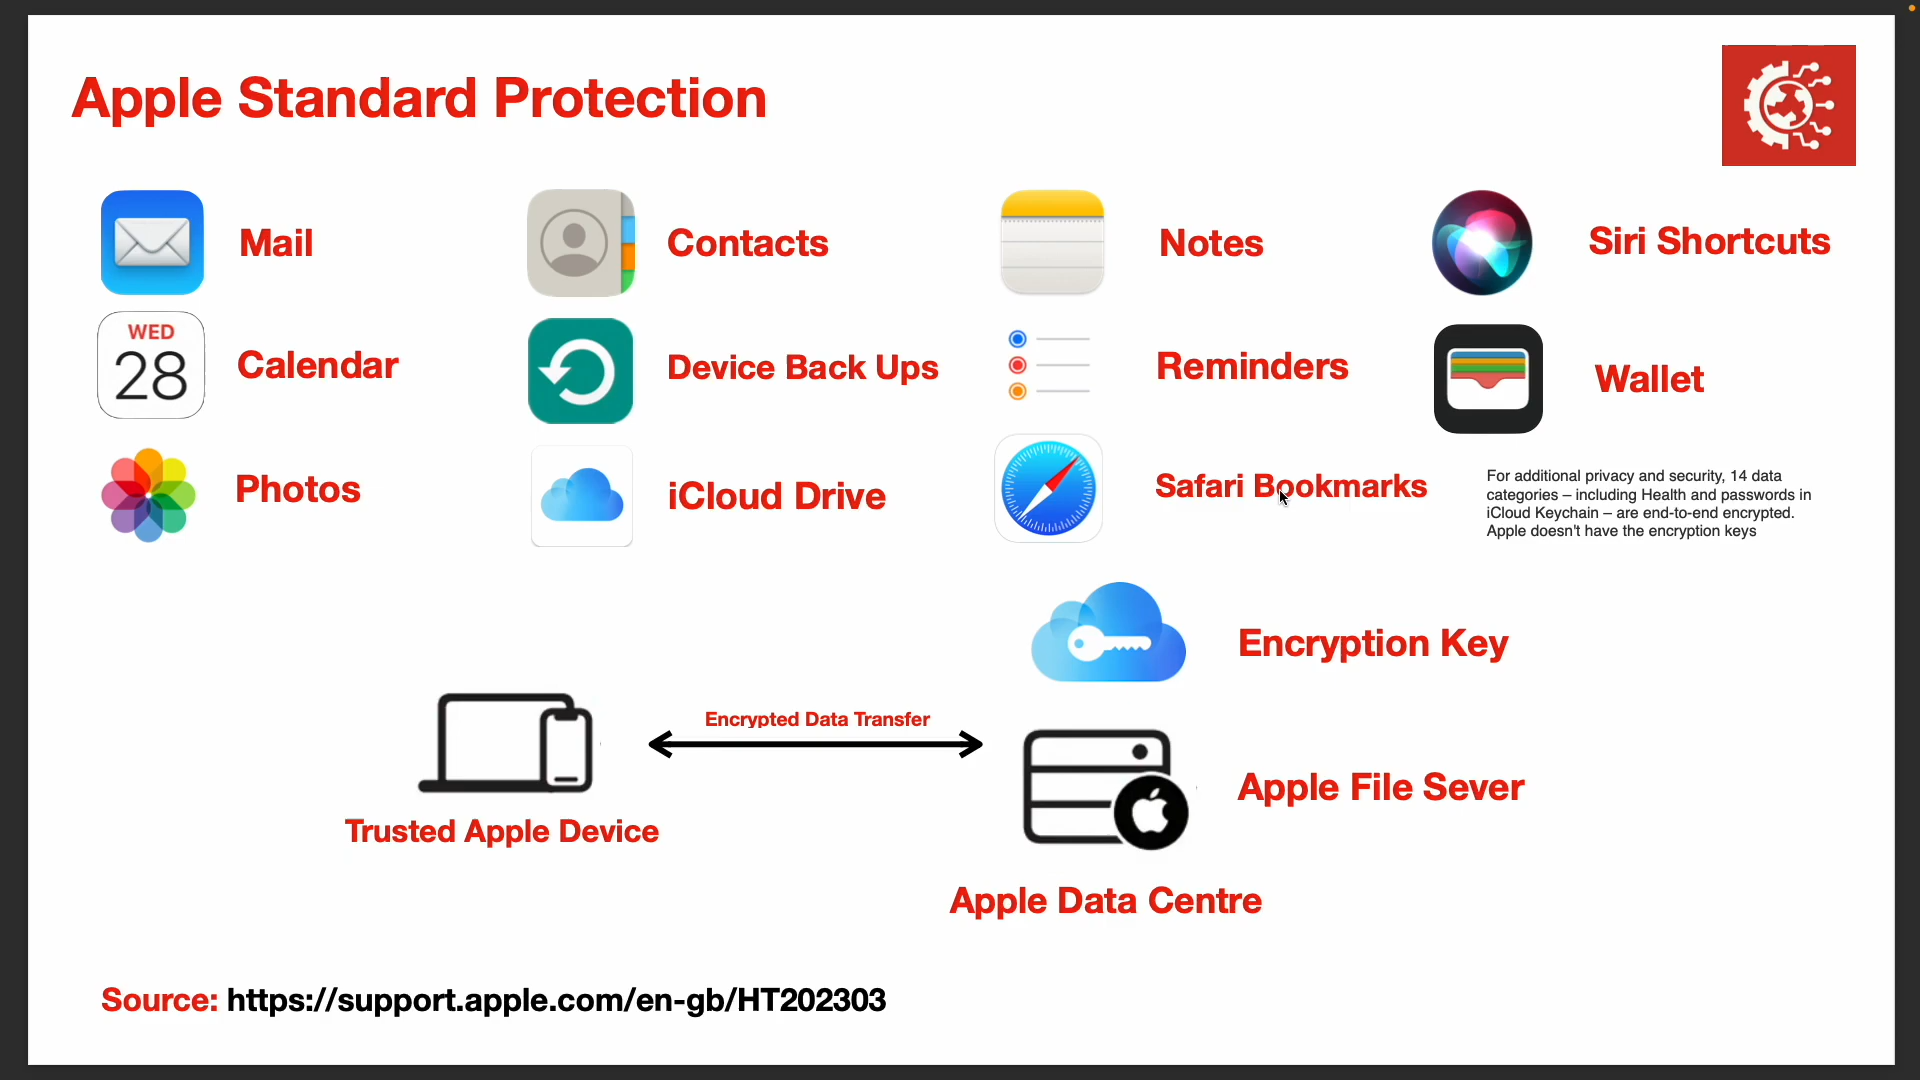 Apple Standard Protection
Mail
Contacts
Notes
Siri Shortcuts
WED
28
Calendar
Device Back Ups
Reminders
Wallet
Photos
iCloud Drive
Safari Bookmarks
For additional privacy and security, 14 data
categories – including Health and passwords in
iCloud Keychain – are end-to-end encrypted.
Apple doesn't have the encryption keys
Encryption Key
Encrypted Data Transfer
Apple File Sever
Trusted Apple Device
Apple Data Centre
Source: https://support.apple.com/en-gb/HT202303